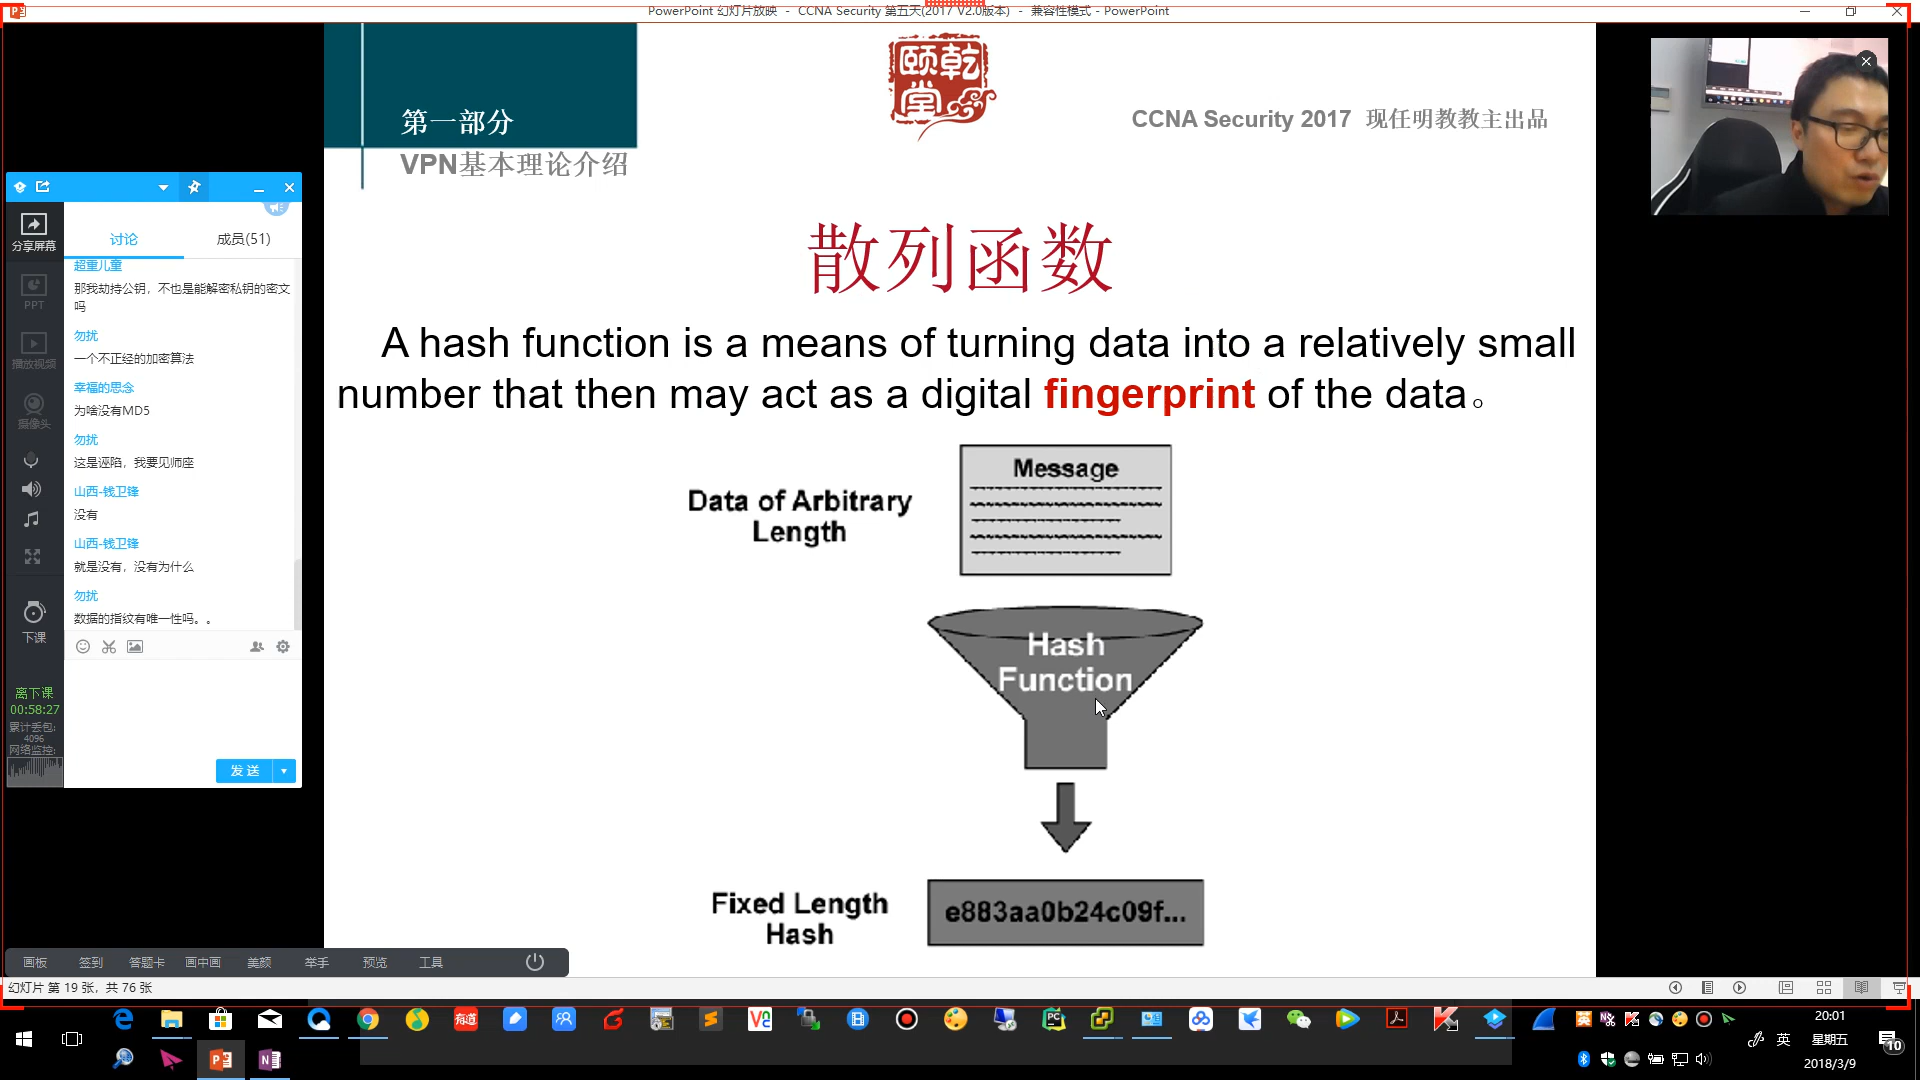 PowerPoint 幻灯片放映 - CCNA Security 第五天(2017 V2.0版本) - 兼容性模式 - PowerPoint
第一部分
VPN基本理论介绍
颐乾堂
CCNA Security 2017 现任明教教主出品
散列函数
A hash function is a means of turning data into a relatively small
number that then may act as a digital fingerprint of the data。
Data of Arbitrary
Length
Message
Hash
Function
Fixed Length
Hash
e883aa0b24c09f...
分享屏幕
PPT
播放视频
摄像头
下课
离下课
00:58:27
累计丢包:
4096
网络监控:
讨论
成员(51)
超重儿童
那我劫持公钥，不也是能解密私钥的密文
吗
勿扰
一个不正经的加密算法
幸福的思念
为啥没有MD5
勿扰
这是诬陷，我要见师座
山西-钱卫锋
没有
山西-钱卫锋
就是没有，没有为什么
勿扰
数据的指纹有唯一性吗。。
发送
画板
签到
答题卡
画中画
美颜
举手
预览
工具
幻灯片 第 19 张，共 76 张
有道
英
20:01
星期五
2018/3/9
10